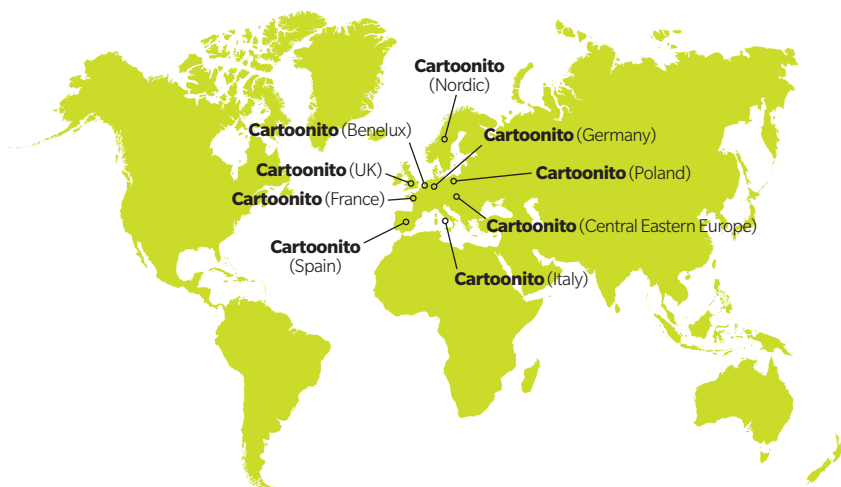 Cartoonito
(Nordic)
Cartoonito (Benelux)
Cartoonito (Germany)
Cartoonito (UK)
Cartoonito (Poland)
Cartoonito (France)
Cartoonito (Central Eastern Europe)
Cartoonito
(Spain)
Cartoonito (Italy)